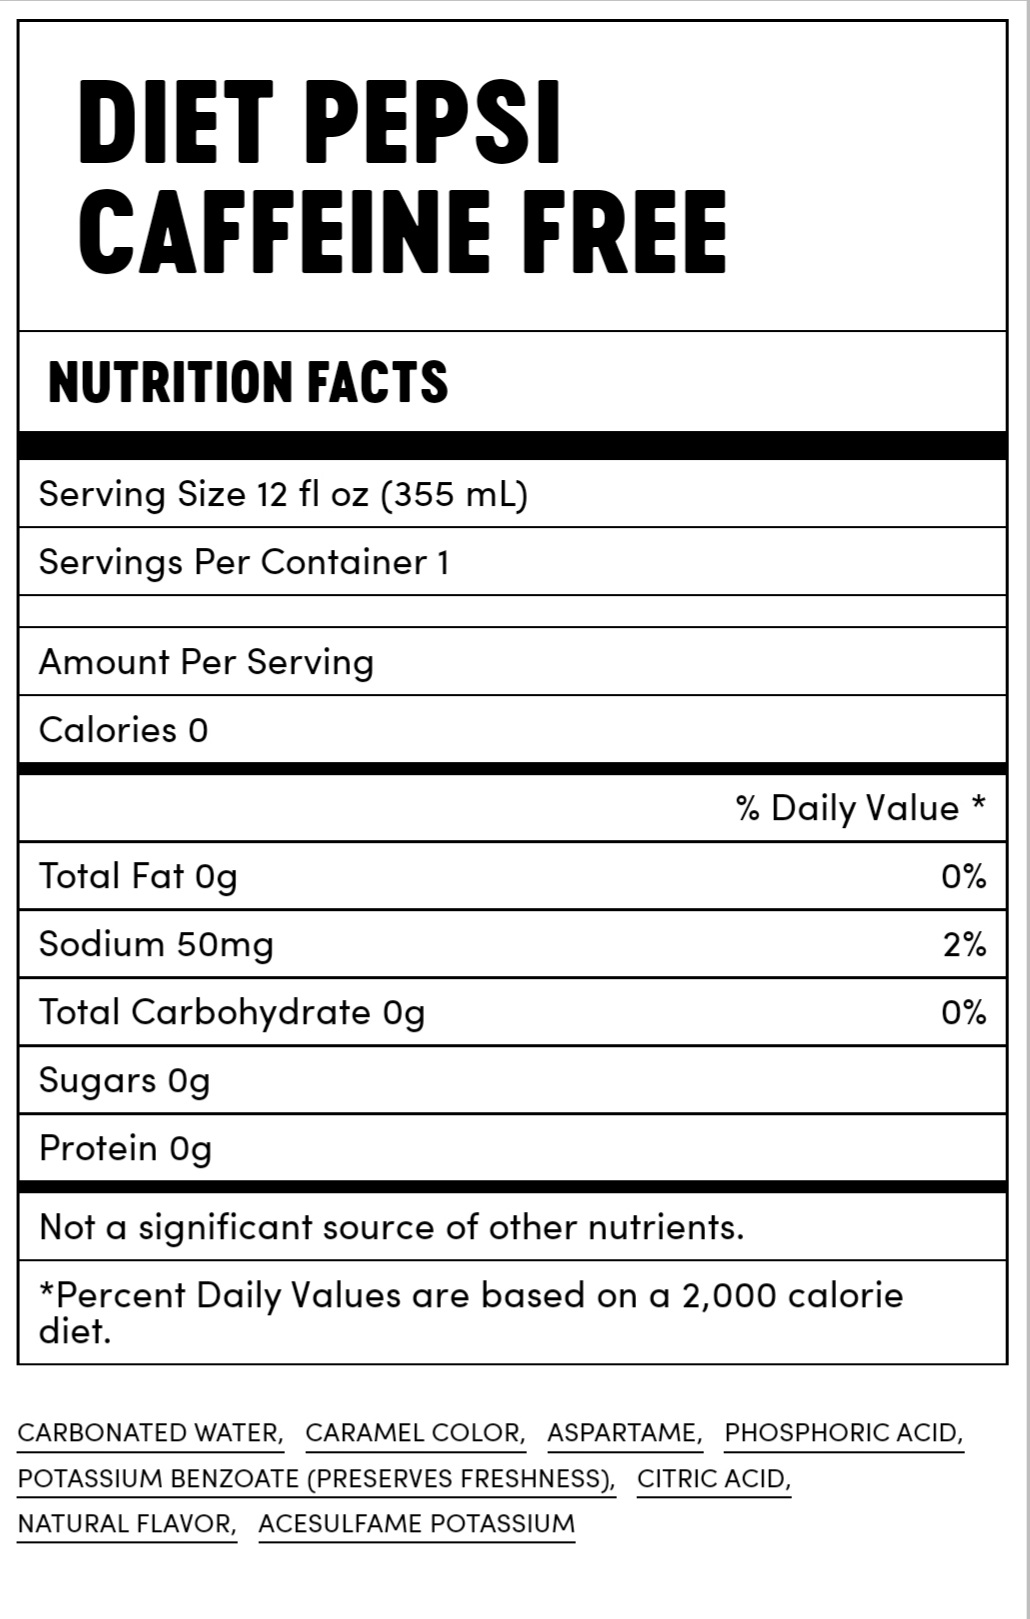 DIET PEPSI
CAFFEINE FREE
NUTRITION FACTS
Serving Size 12 fl oz (355 mL)
Servings Per Container 1
Amount Per Serving
Calories 0
% Daily Value *
Total Fat 0g 0%
Sodium 50mg 2%
Total Carbohydrate 0g 0%
Sugars 0g
Protein 0g
Not a significant source of other nutrients.
*Percent Daily Values are based on a 2,000 calorie
diet.
CARBONATED WATER, CARAMEL COLOR, ASPARTAME, PHOSPHORIC ACID,
POTASSIUM BENZOATE (PRESERVES FRESHNESS), CITRIC ACID,
NATURAL FLAVOR, ACESULFAME POTASSIUM